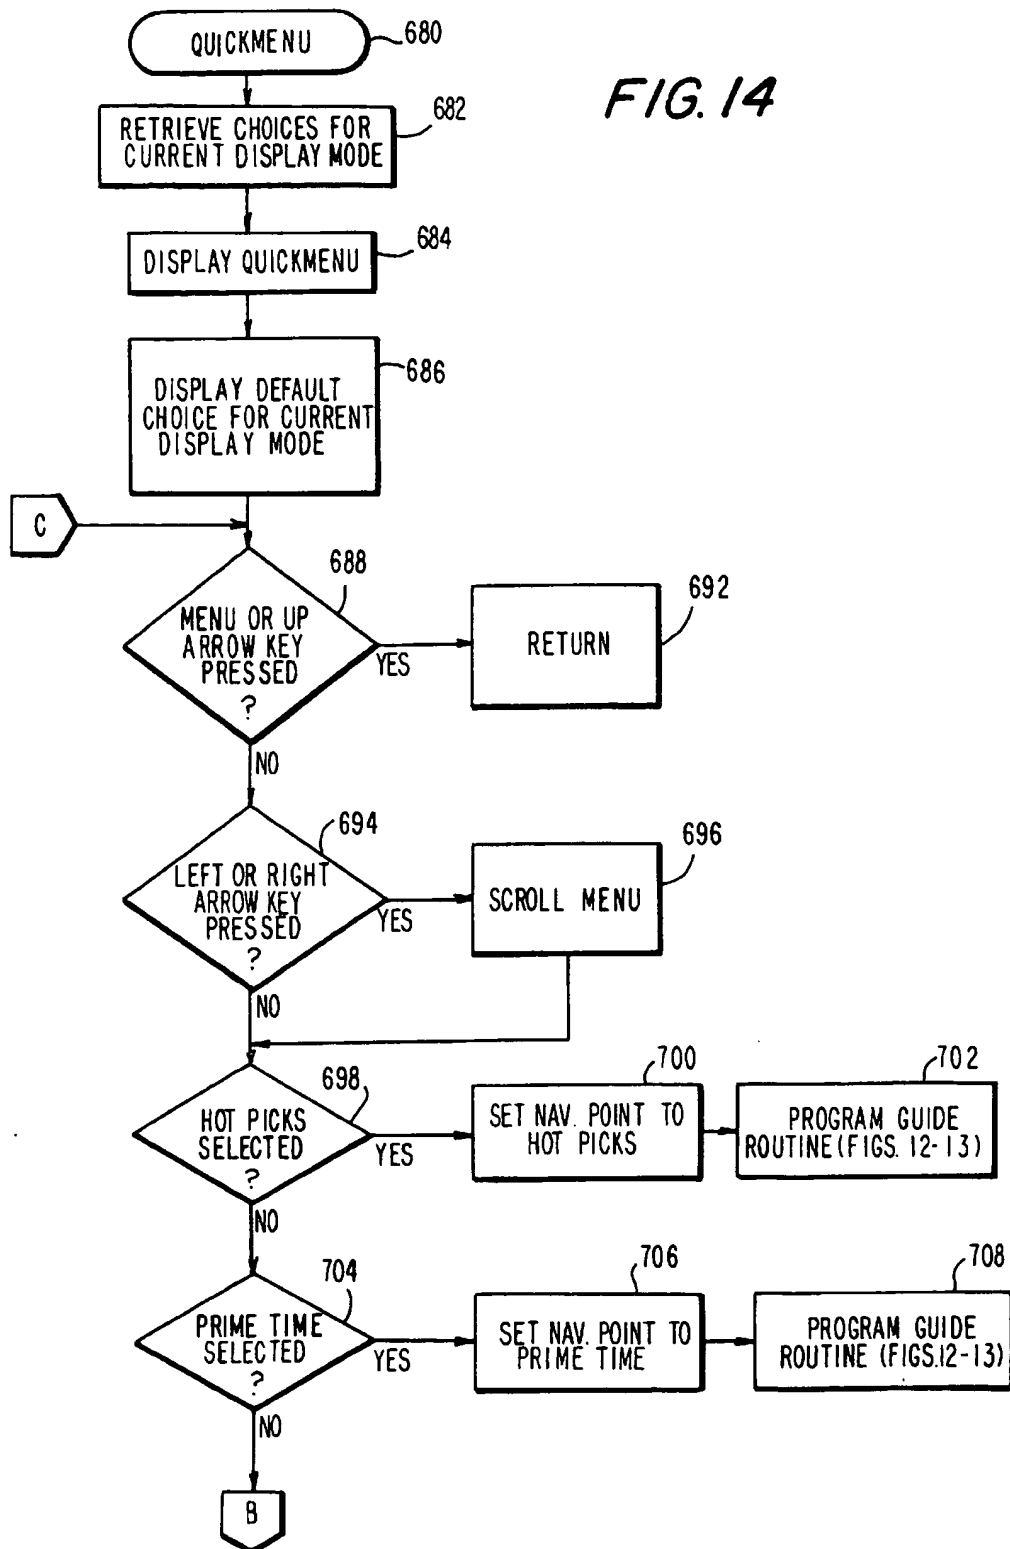 QUICKMENU
680
FIG. 14
682
RETRIEVE CHOICES FOR
CURRENT DISPLAY MODE
684
DISPLAY QUICKMENU
686
DISPLAY DEFAULT
CHOICE FOR CURRENT
DISPLAY MODE
C
688
MENU OR UP
ARROW KEY
PRESSED
?
YES
692
RETURN
NO
694
LEFT OR RIGHT
ARROW KEY
PRESSED
?
YES
696
SCROLL MENU
NO
698
HOT PICKS
SELECTED
?
YES
700
SET NAV. POINT TO
HOT PICKS
702
PROGRAM GUIDE
ROUTINE (FIGS. 12-13)
NO
704
PRIME TIME
SELECTED
?
YES
706
SET NAV. POINT TO
PRIME TIME
708
PROGRAM GUIDE
ROUTINE (FIGS.12-13)
NO
B